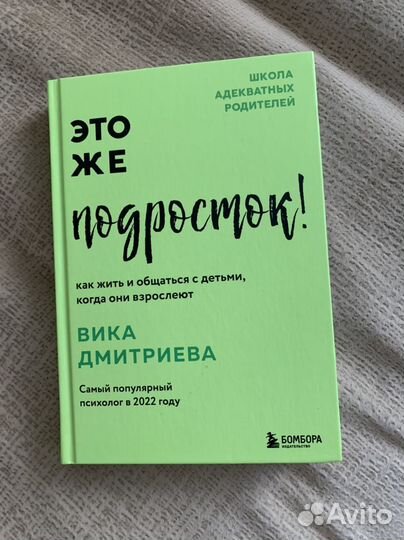 ШКОЛА
АДЕКВАТНЫХ
РОДИТЕЛЕЙ
ЭТО
ЖЕ
подросток!
как жить и общаться с детьми,
когда они взрослеют
ВИКА
ДМИТРИЕВА
Самый популярный
психолог в 2022 году
БОМБОРА
ИЗДАТЕЛЬСТВО
Avito